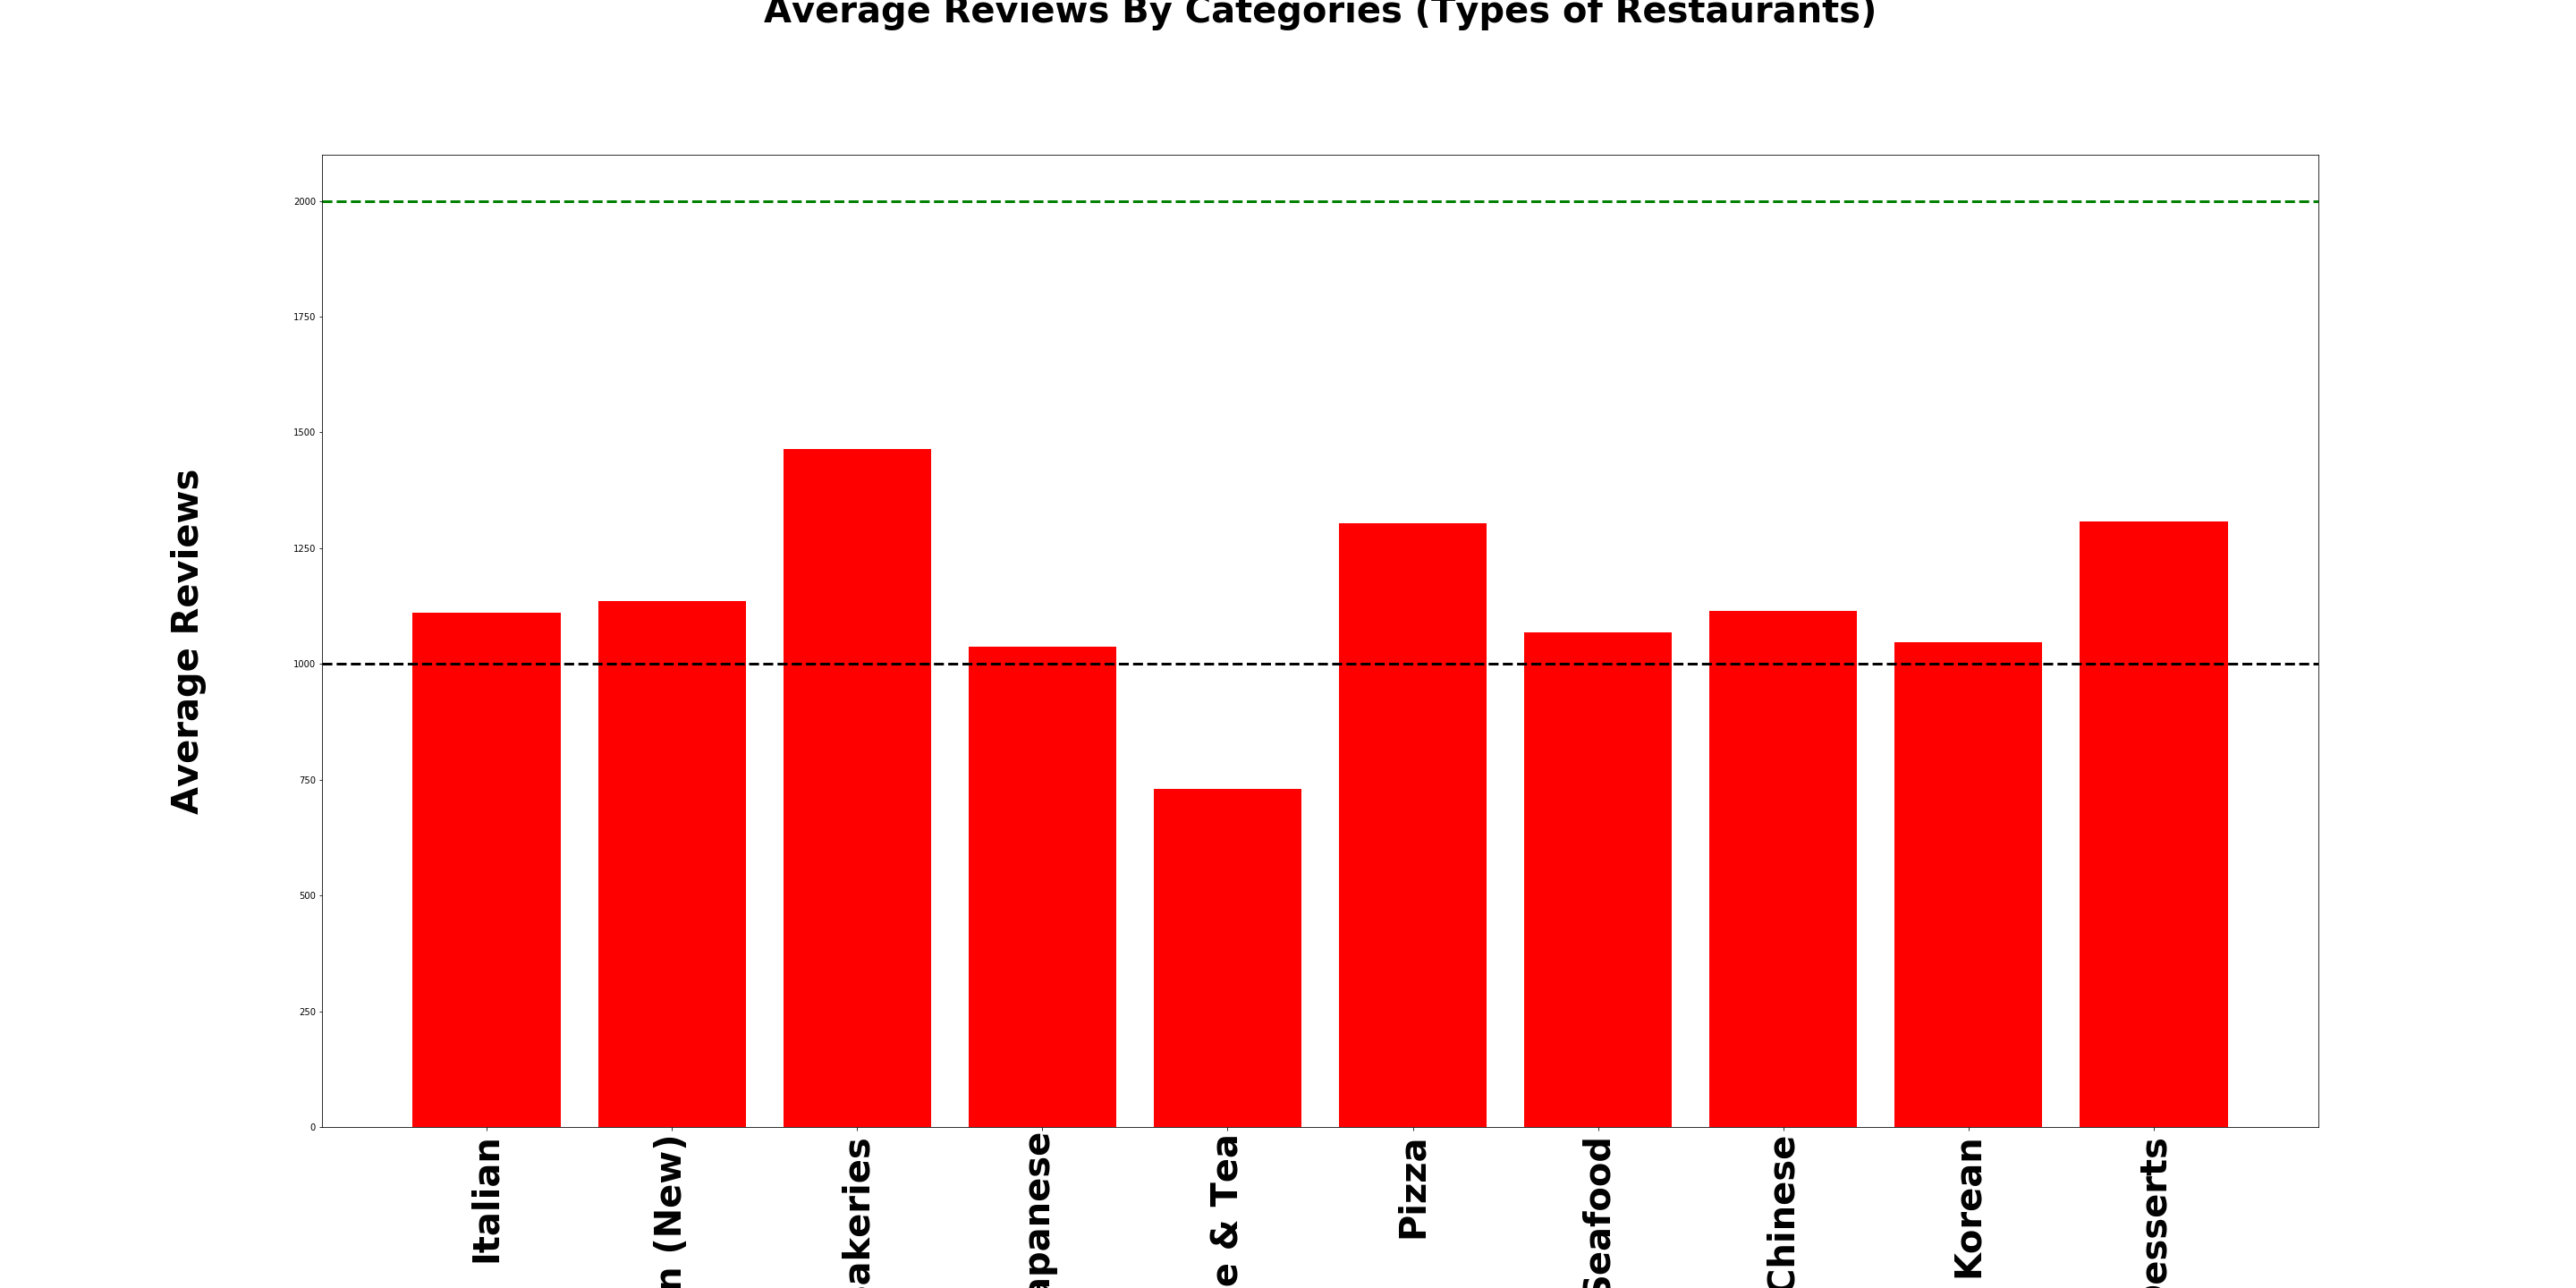 Average Reviews By Categories (Types of Restaurants)
Average Reviews
2000
1750
1500
1250
1000
750
500
250
0
Italian
(New)
akeries
apanese
& Tea
Pizza
Seafood
Chinese
Korean
esserts